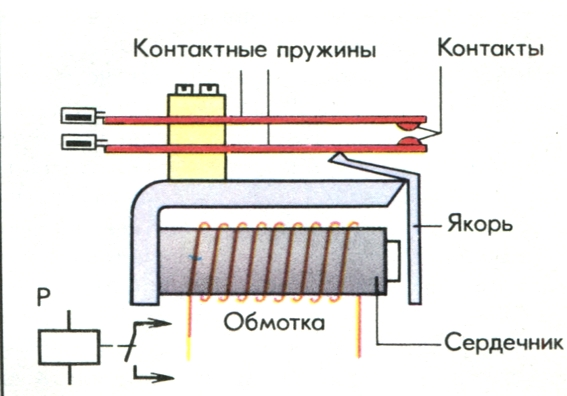 Контактные пружины
Контакты
Якорь
Р
Обмотка
Сердечник